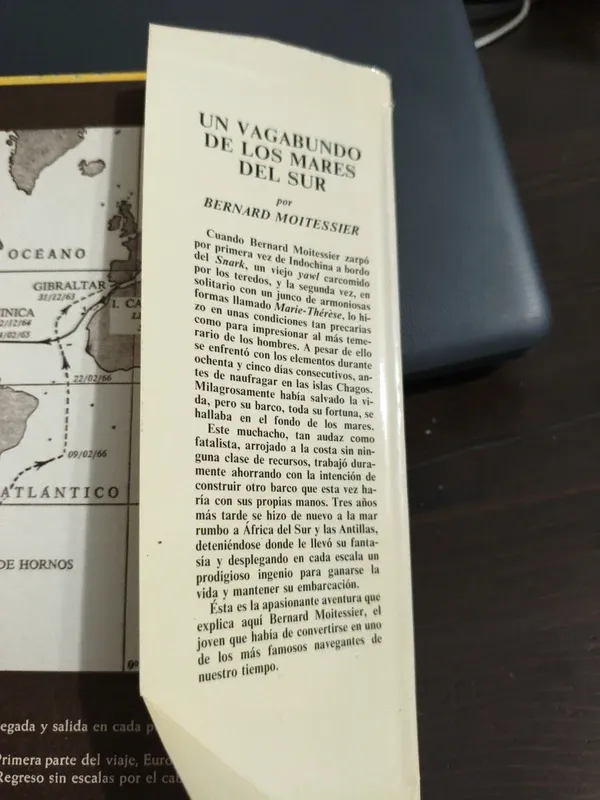 UN VAGABUNDO
DE LOS MARES
DEL SUR
por
BERNARD MOITESSIER
Cuando Bernard Moitessier zarpó
por primera vez de Indochina a bordo
del Snark, un viejo yawl carcomido
por los teredos, y la segunda vez, en
solitario con un junco de armoniosas
formas llamado Marie-Thérèse, lo hi-
zo en unas condiciones tan precarias
como para impresionar al más teme-
rario de los hombres. A pesar de ello
se enfrentó con los elementos durante
ochenta y cinco días consecutivos, an-
tes de naufragar en las islas Chagos.
Milagrosamente había salvado la vi-
da, pero su barco, toda su fortuna, se
hallaba en el fondo de los mares.
Este muchacho, tan audaz como
fatalista, arrojado a la costa sin nin-
guna clase de recursos, trabajó dura-
mente ahorrando con la intención de
construir otro barco que esta vez ha-
ría con sus propias manos. Tres años
más tarde se hizo de nuevo a la mar
rumbo a África del Sur y las Antillas,
deteniéndose donde le llevó su fanta-
sía y desplegando en cada escala un
prodigioso ingenio para ganarse la
vida y mantener su embarcación.
Ésta es la apasionante aventura que
explica aquí Bernard Moitessier, el
joven que había de convertirse en uno
de los más famosos navegantes de
nuestro tiempo.
OCÉANO
GIBRALTAR
31/12/63
I. CA
INICA
2/12/64
/02/65
22/02/66
09/02/66
ATLÁNTICO
DE HORNOS
0º
egada y salida en cada p
Primera parte del viaje, Euro
Regreso sin escalas por el ca